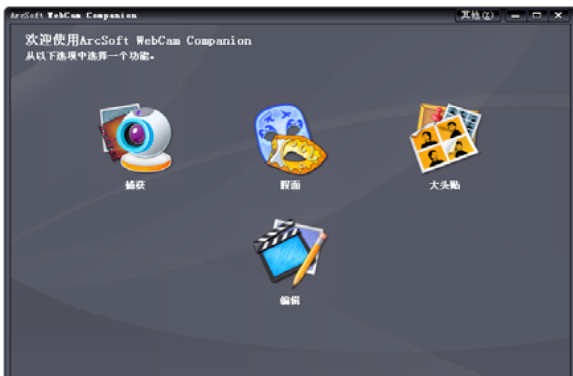 ArcSoft WebCam Companion
其他(X)
欢迎使用ArcSoft WebCam Companion
从以下选项中选择一个功能。
捕获
假面
大头贴
编辑